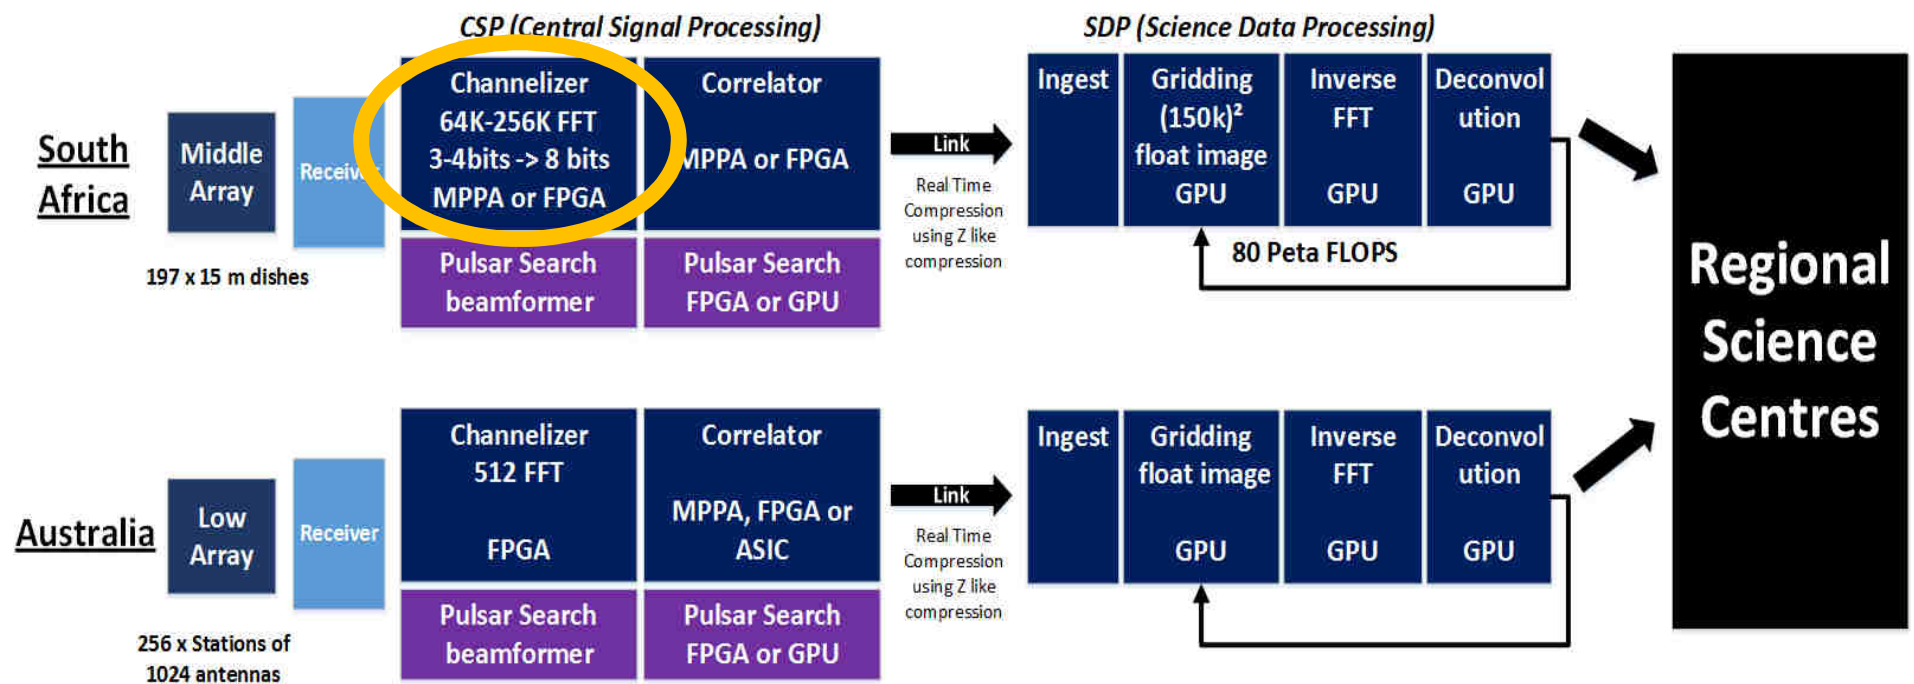 CSP (Central Signal Processing)
SDP (Science Data Processing)
South
Africa
Middle
Array
197 x 15 m dishes
Receiver
Channelizer
64K-256K FFT
3-4bits -> 8 bits
MPPA or FPGA
Correlator
MPPA or FPGA
Pulsar Search
beamformer
Pulsar Search
FPGA or GPU
Link
Real Time
Compression
using Z like
compression
Ingest
Gridding
(150k)²
float image
GPU
Inverse
FFT
GPU
Deconvol
ution
GPU
80 Peta FLOPS
Australia
Low
Array
256 x Stations of
1024 antennas
Receiver
Channelizer
512 FFT
FPGA
Correlator
MPPA, FPGA or
ASIC
Pulsar Search
beamformer
Pulsar Search
FPGA or GPU
Link
Real Time
Compression
using Z like
compression
Ingest
Gridding
float image
GPU
Inverse
FFT
GPU
Deconvol
ution
GPU
Regional
Science
Centres